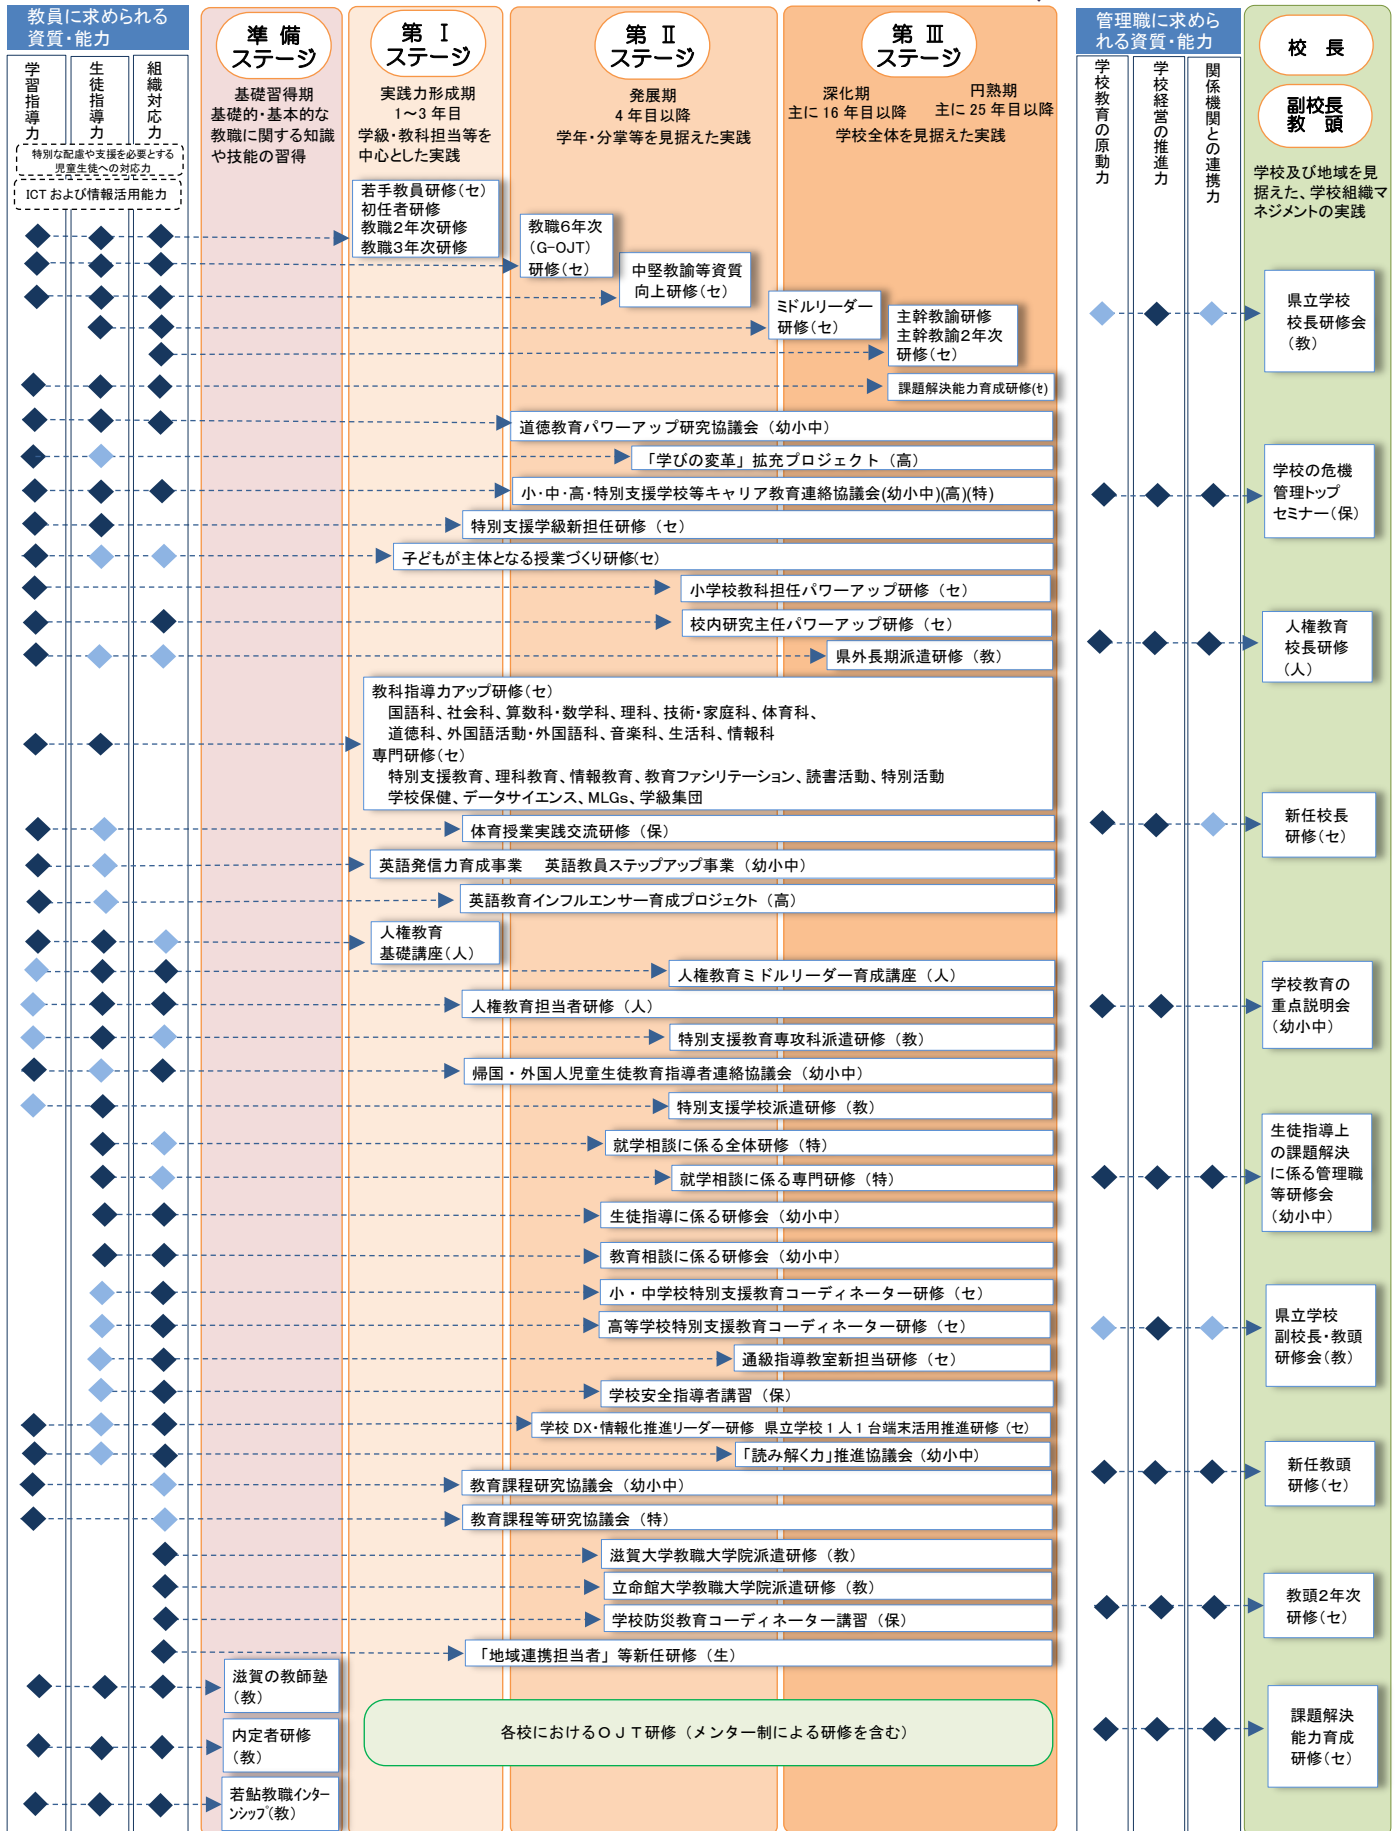 教員に求められる
資質・能力
学習指導力
生徒指導力
組織対応力
特別な配慮や支援を必要とする
児童生徒への対応力
ICT および情報活用能力
準 備
ステージ
基礎習得期
基礎的・基本的な
教職に関する知識
や技能の習得
第 Ⅰ
ステージ
実践力形成期
1～3 年目
学級・教科担当等を
中心とした実践
第 Ⅱ
ステージ
発展期
4 年目以降
学年・分掌等を見据えた実践
第 Ⅲ
ステージ
深化期
主に 16 年目以降
円熟期
主に 25 年目以降
学校全体を見据えた実践
若手教員研修（セ）
初任者研修
教職２年次研修
教職３年次研修
教職６年次
（G-OJT）
研修（セ）
中堅教諭等資質
向上研修（セ）
ミドルリーダー
研修（セ）
主幹教諭研修
主幹教諭２年次
研修（セ）
課題解決能力育成研修(セ)
道徳教育パワーアップ研究協議会（幼小中）
「学びの変革」拡充プロジェクト（高）
小・中・高・特別支援学校等キャリア教育連絡協議会(幼小中)(高)(特)
特別支援学級新担任研修（セ）
子どもが主体となる授業づくり研修(セ)
小学校教科担任パワーアップ研修（セ）
校内研究主任パワーアップ研修（セ）
県外長期派遣研修（教）
教科指導力アップ研修（セ）
国語科、社会科、算数科・数学科、理科、技術・家庭科、体育科、
道徳科、外国語活動・外国語科、音楽科、生活科、情報科
専門研修（セ）
特別支援教育、理科教育、情報教育、教育ファシリテーション、読書活動、特別活動
学校保健、データサイエンス、MLGs、学級集団
体育授業実践交流研修（保）
英語発信力育成事業　英語教員ステップアップ事業（幼小中）
英語教育インフルエンサー育成プロジェクト（高）
人権教育
基礎講座（人）
人権教育ミドルリーダー育成講座（人）
人権教育担当者研修（人）
特別支援教育専攻科派遣研修（教）
帰国・外国人児童生徒教育指導者連絡協議会（幼小中）
特別支援学校派遣研修（教）
就学相談に係る全体研修（特）
就学相談に係る専門研修（特）
生徒指導に係る研修会（幼小中）
教育相談に係る研修会（幼小中）
小・中学校特別支援教育コーディネーター研修（セ）
高等学校特別支援教育コーディネーター研修（セ）
通級指導教室新担当研修（セ）
学校安全指導者講習（保）
学校 DX・情報化推進リーダー研修　県立学校１人１台端末活用推進研修（セ）
「読み解く力」推進協議会（幼小中）
教育課程研究協議会（幼小中）
教育課程等研究協議会（特）
滋賀大学教職大学院派遣研修（教）
立命館大学教職大学院派遣研修（教）
学校防災教育コーディネーター講習（保）
「地域連携担当者」等新任研修（生）
滋賀の教師塾
（教）
内定者研修
（教）
若鮎教職インター
ンシップ（教）
各校におけるＯＪＴ研修（メンター制による研修を含む）
管理職に求めら
れる資質・能力
学校教育の原動力
学校経営の推進力
関係機関との連携力
校 長
副校長
教 頭
学校及び地域を見
据えた、学校組織マ
ネジメントの実践
県立学校
校長研修会
（教）
学校の危機
管理トップ
セミナー（保）
人権教育
校長研修
（人）
新任校長
研修（セ）
学校教育の
重点説明会
（幼小中）
生徒指導上
の課題解決
に係る管理職
等研修会
（幼小中）
県立学校
副校長・教頭
研修会（教）
新任教頭
研修（セ）
教頭２年次
研修（セ）
課題解決
能力育成
研修（セ）